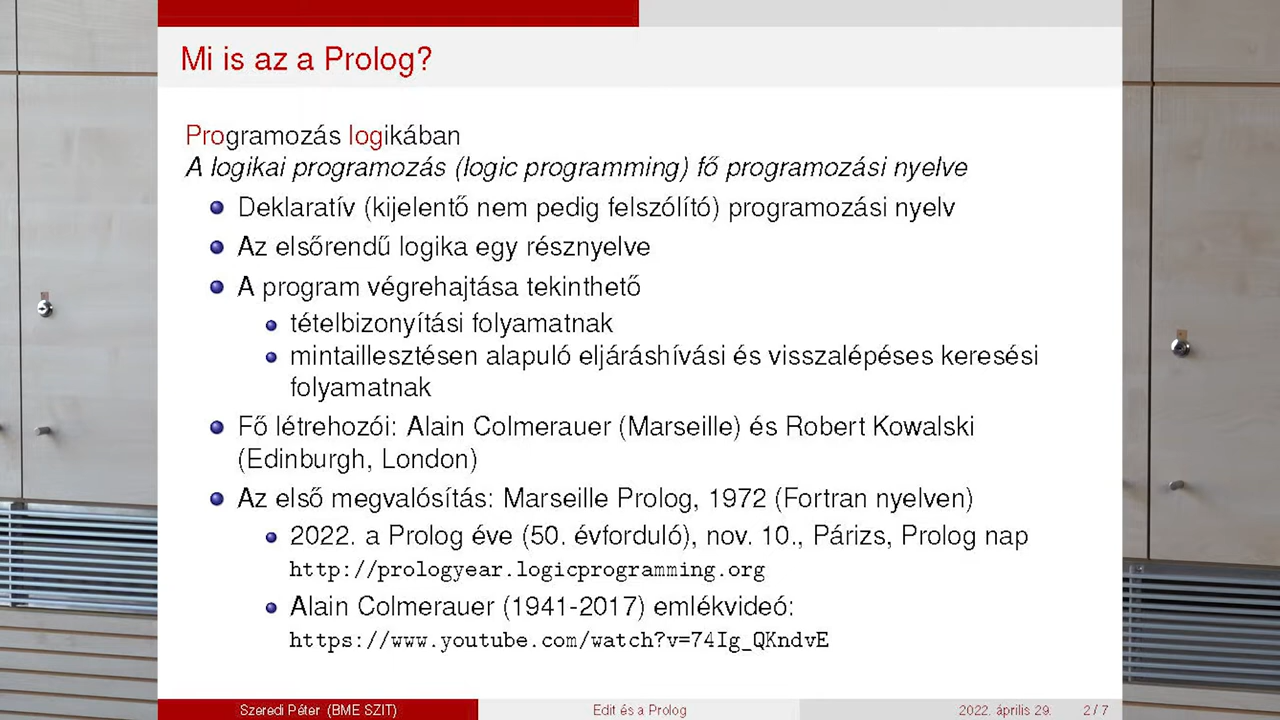 Mi is az a Prolog?
Programozás logikában
A logikai programozás (logic programming) fő programozási nyelve
Deklaratív (kijelentő nem pedig felszólító) programozási nyelv
Az elsőrendű logika egy résznyelve
A program végrehajtása tekinthető
tételbizonyítási folyamatnak
mintaillesztésen alapuló eljáráshívási és visszalépéses keresési
folyamatnak
Fő létrehozói: Alain Colmerauer (Marseille) és Robert Kowalski
(Edinburgh, London)
Az első megvalósítás: Marseille Prolog, 1972 (Fortran nyelven)
2022. a Prolog éve (50. évforduló), nov. 10., Párizs, Prolog nap
http://prologyear.logicprogramming.org
Alain Colmerauer (1941-2017) emlékvideó:
https://www.youtube.com/watch?v=74Ig_QKndvE
Szeredi Péter (BME SZIT) Edit és a Prolog 2022. április 29. 2 / 7